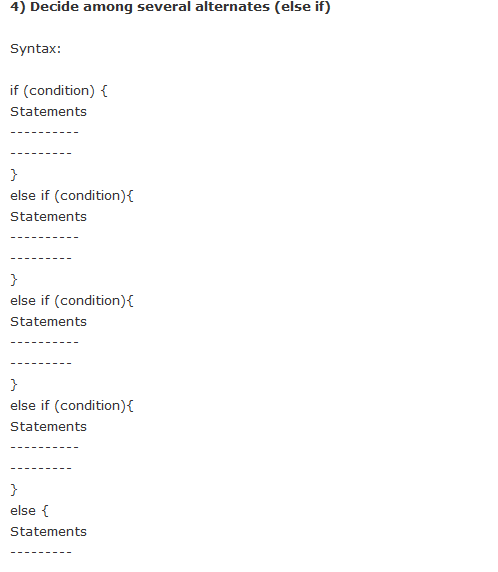 4) Decide among several alternates (else if)
Syntax:
if (condition) {
Statements
----------
---------
}
else if (condition){
Statements
----------
---------
}
else if (condition){
Statements
----------
---------
}
else if (condition){
Statements
----------
---------
}
else {
Statements
---------